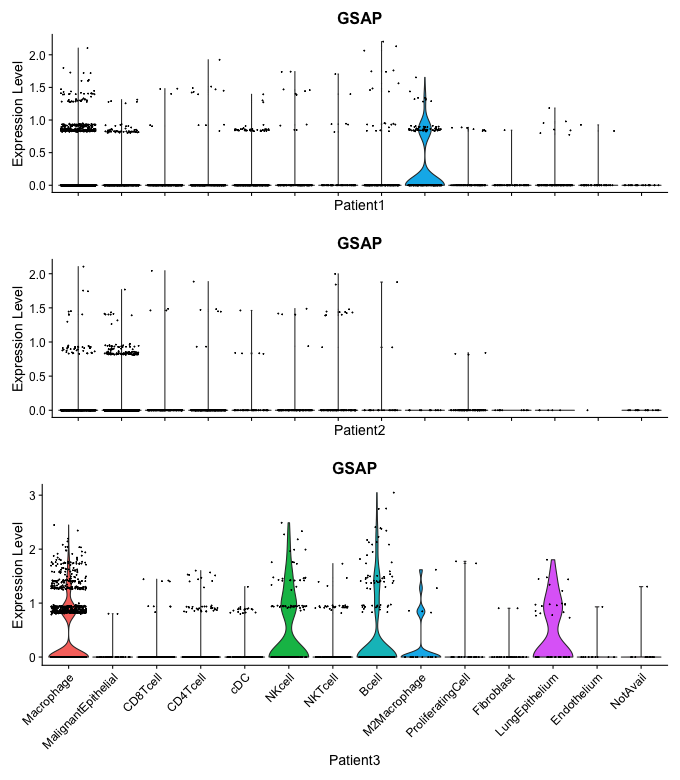 GSAP
Expression Level
2.0
1.5
1.0
0.5
0.0
Patient1
GSAP
Expression Level
2.0
1.5
1.0
0.5
0.0
Patient2
GSAP
Expression Level
3
2
1
0
Macrophage
MalignantEpithelial
CD8Tcell
CD4Tcell
cDC
NKcell
NKTcell
Bcell
M2Macrophage
ProliferatingCell
Fibroblast
LungEpithelium
Endothelium
NotAvail
Patient3